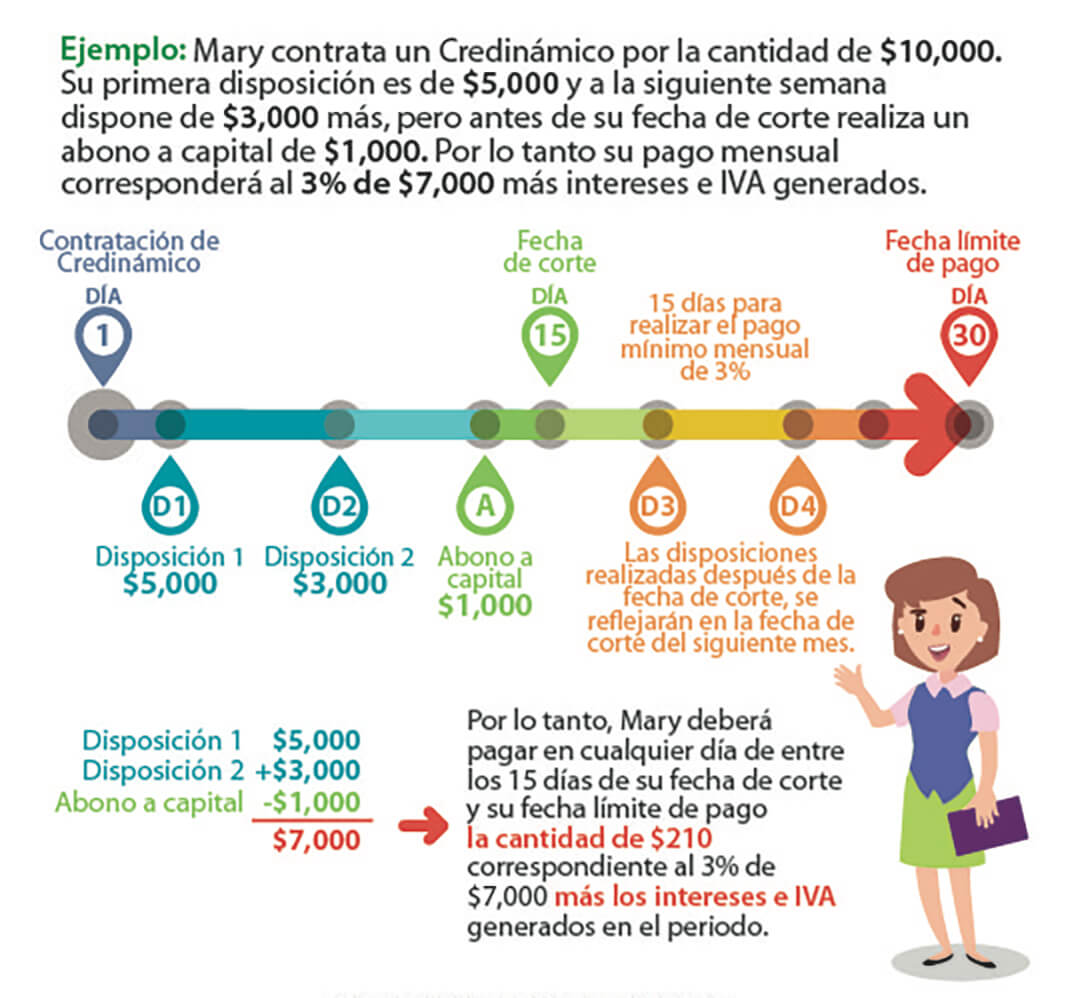 Ejemplo: Mary contrata un Credinámico por la cantidad de $10,000.
Su primera disposición es de $5,000 y a la siguiente semana
dispone de $3,000 más, pero antes de su fecha de corte realiza un
abono a capital de $1,000. Por lo tanto su pago mensual
corresponderá al 3% de $7,000 más intereses e IVA generados.
Contratación de
Credinámico
DÍA
1
Fecha
de corte
DÍA
15
15 días para
realizar el pago
mínimo mensual
de 3%
Fecha límite
de pago
DÍA
30
D1
Disposición 1
$5,000
D2
Disposición 2
$3,000
A
Abono a
capital
$1,000
D3
D4
Las disposiciones
realizadas después de la
fecha de corte, se
reflejarán en la fecha de
corte del siguiente mes.
Disposición 1 $5,000
Disposición 2 +$3,000
Abono a capital -$1,000
$7,000
Por lo tanto, Mary deberá
pagar en cualquier día de entre
los 15 días de su fecha de corte
y su fecha límite de pago
la cantidad de $210
correspondiente al 3% de
$7,000 más los intereses e IVA
generados en el periodo.